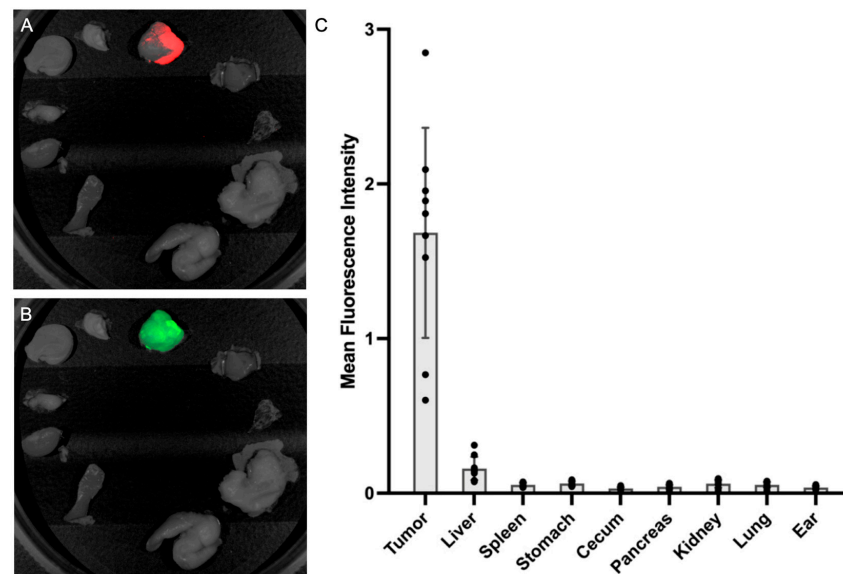 A
B
C
Mean Fluorescence Intensity
3
2
1
0
Tumor
Liver
Spleen
Stomach
Cecum
Pancreas
Kidney
Lung
Ear